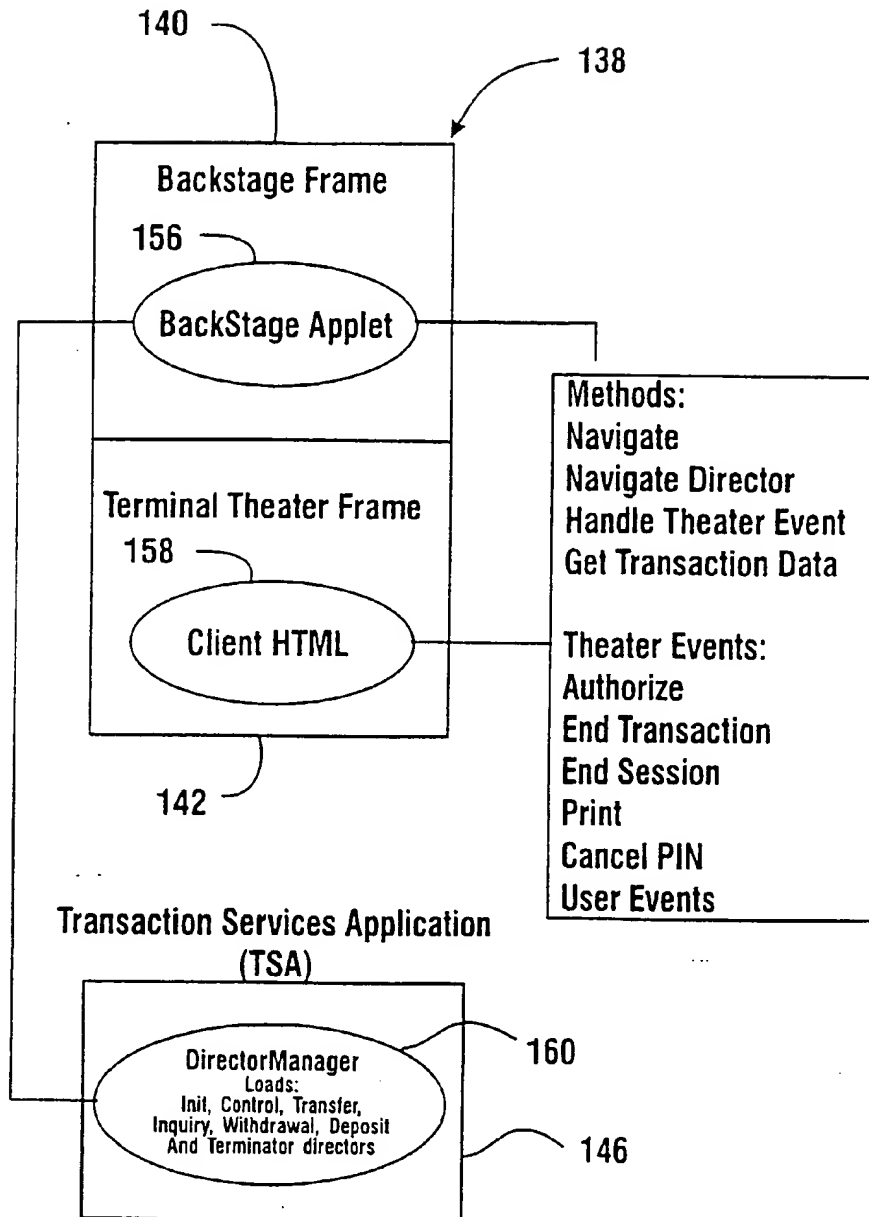 140
138
Backstage Frame
156
BackStage Applet
Methods:
Navigate
Navigate Director
Handle Theater Event
Get Transaction Data
Terminal Theater Frame
158
Client HTML
Theater Events:
Authorize
End Transaction
End Session
Print
Cancel PIN
User Events
142
Transaction Services Application
(TSA)
DirectorManager
Loads:
Init, Control, Transfer,
Inquiry, Withdrawal, Deposit
And Terminator directors
160
146